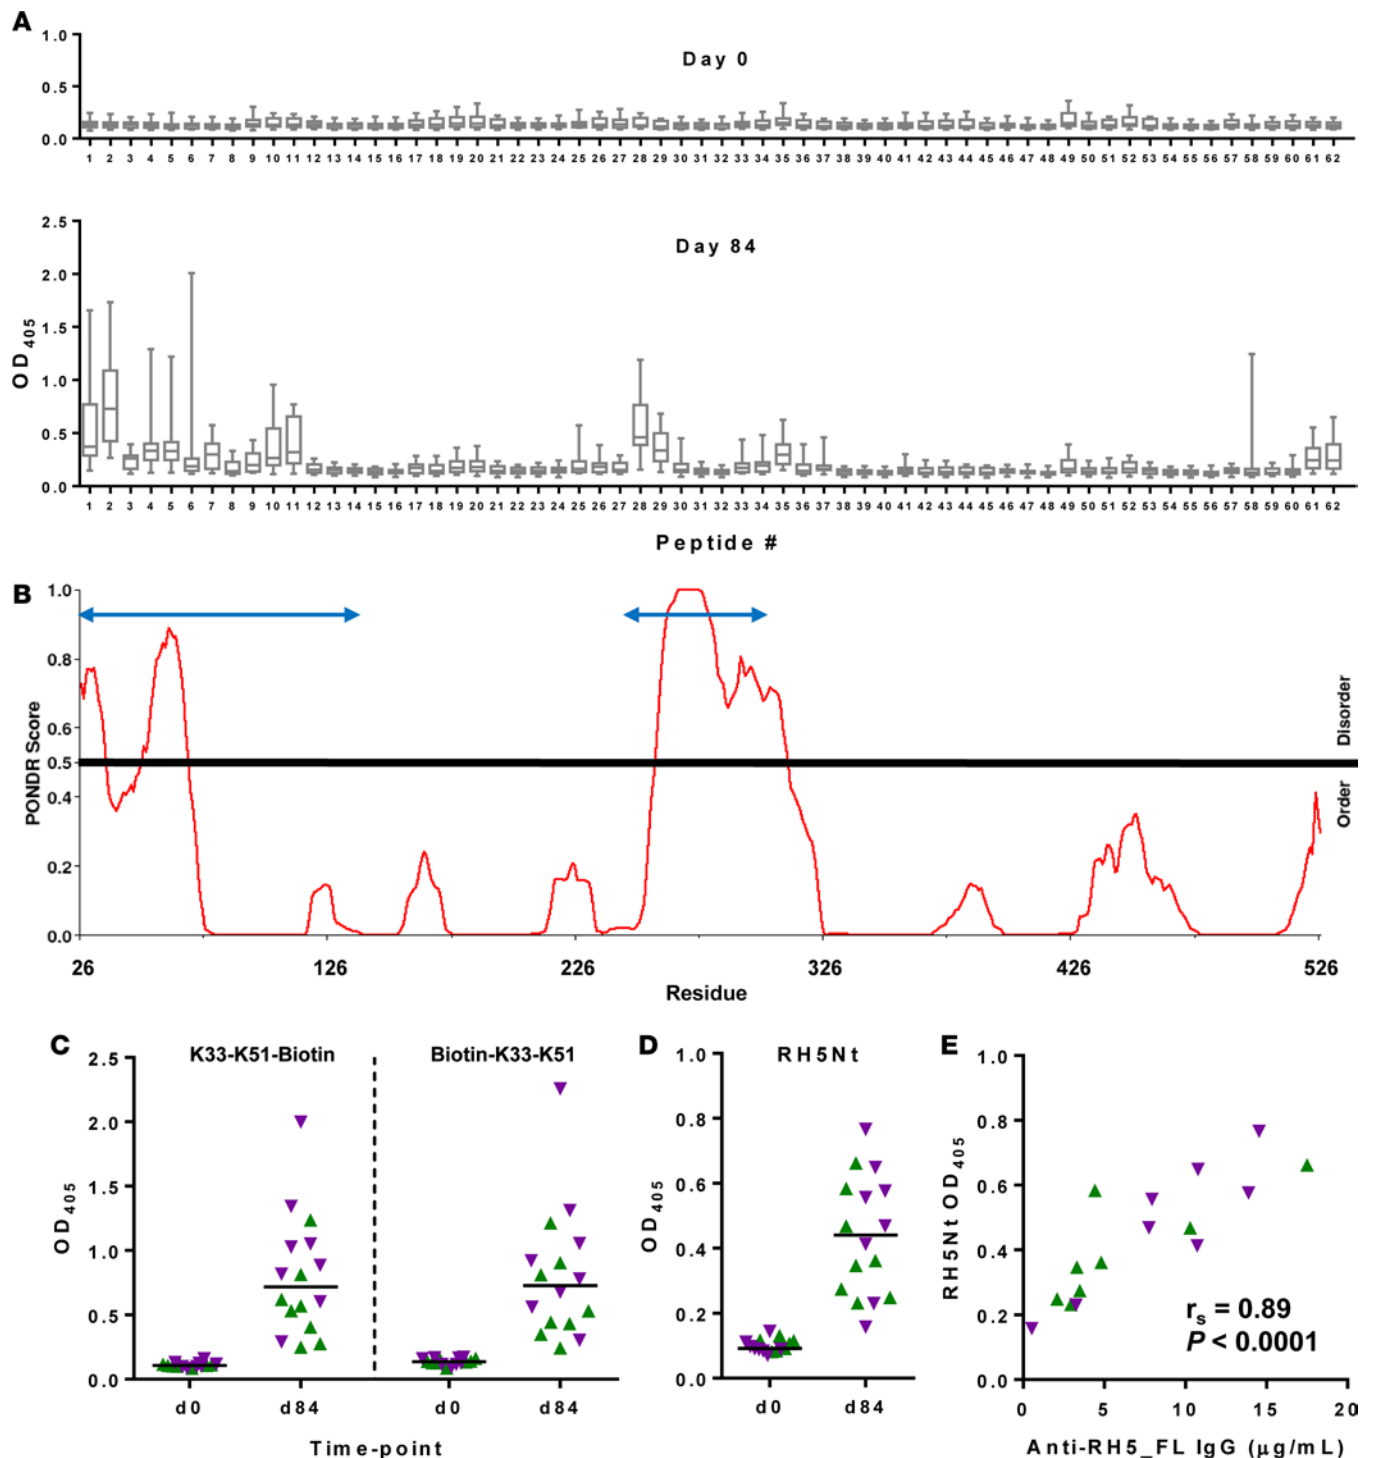 A
Day 0
1.0
0.5
0.0
1 2 3 4 5 6 7 8 9 10 11 12 13 14 15 16 17 18 19 20 21 22 23 24 25 26 27 28 29 30 31 32 33 34 35 36 37 38 39 40 41 42 43 44 45 46 47 48 49 50 51 52 53 54 55 56 57 58 59 60 61 62
Day 84
2.5
2.0
1.5
1.0
0.5
0.0
OD405
1 2 3 4 5 6 7 8 9 10 11 12 13 14 15 16 17 18 19 20 21 22 23 24 25 26 27 28 29 30 31 32 33 34 35 36 37 38 39 40 41 42 43 44 45 46 47 48 49 50 51 52 53 54 55 56 57 58 59 60 61 62
Peptide #
B
1.0
0.8
0.6
0.5
0.4
0.2
0.0
PONDR Score
Disorder
Order
26 126 226 326 426 526
Residue
C
K33-K51-Biotin
Biotin-K33-K51
2.5
2.0
1.5
1.0
0.5
0.0
OD405
d0 d84 d0 d84
Time-point
D
RH5Nt
1.0
0.8
0.6
0.4
0.2
0.0
OD405
d0 d84
E
1.0
0.8
0.6
0.4
0.2
0.0
RH5Nt OD405
rs = 0.89
P < 0.0001
0 5 10 15 20
Anti-RH5_FL IgG (μg/mL)